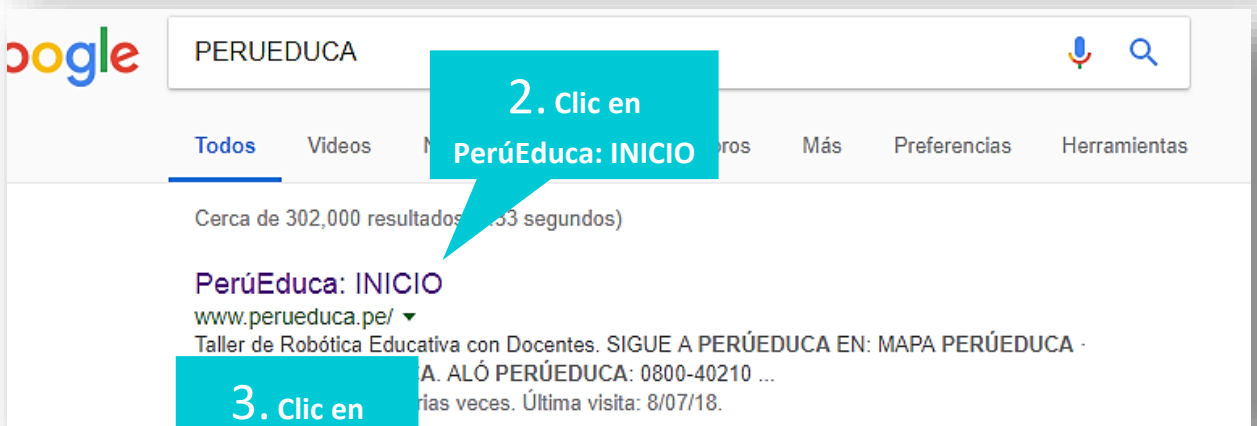 oogle PERUEDUCA
2. Clic en
PerúEduca: INICIO
Todos Videos Más Preferencias Herramientas
Cerca de 302,000 resultados 33 segundos)
PerúEduca: INICIO
www.perueduca.pe/
Taller de Robótica Educativa con Docentes. SIGUE A PERÚEDUCA EN: MAPA PERÚEDUCA ·
A. ALÓ PERÚEDUCA: 0800-40210 ...
veces. Última visita: 8/07/18.
3. Clic en